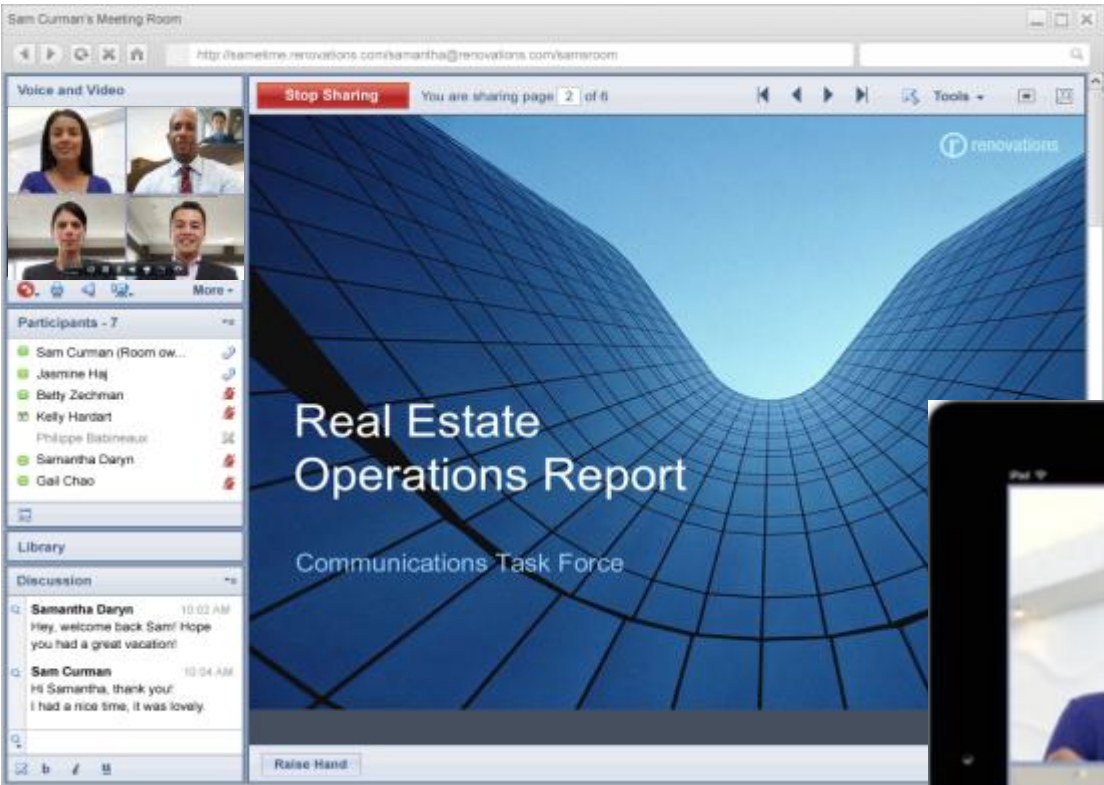 Sam Curman's Meeting Room
http://sametime.renovations.com/samantha@renovations.com/samsroom
Voice and Video
Stop Sharing
You are sharing page 2 of 6
Tools
renovations
More
Participants - 7
Sam Curman (Room ow...
Jasmine Haj
Betty Zechman
Kelly Hardart
Philippe Babineaux
Samantha Daryn
Gail Chao
Library
Discussion
Samantha Daryn 10:02 AM
Hey, welcome back Sam! Hope
you had a great vacation!
Sam Curman 10:04 AM
Hi Samantha, thank you!
I had a nice time, it was lovely.
b i u
Real Estate
Operations Report
Communications Task Force
Raise Hand
iPad